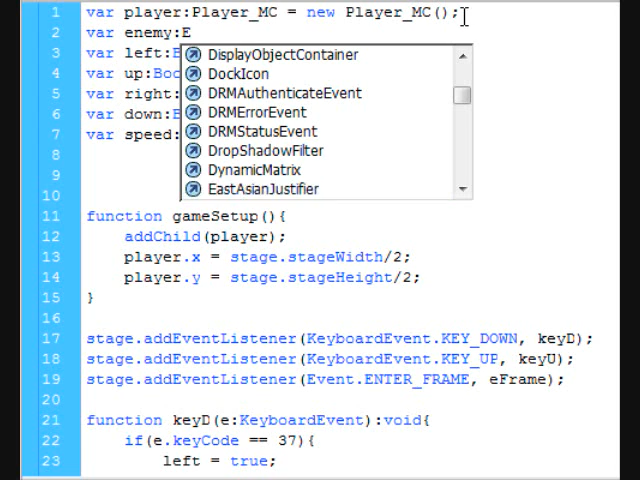 1 var player:Player_MC = new Player_MC();
2 var enemy:E
3 var left:
DisplayObjectContainer
4 var up:Boo
DockIcon
5 var right:
DRMAuthenticateEvent
6 var down:
DRMErrorEvent
7 var speed:
DRMStatusEvent
8
DropShadowFilter
9
DynamicMatrix
10
EastAsianJustifier
11 function gameSetup(){
12 addChild(player);
13 player.x = stage.stageWidth/2;
14 player.y = stage.stageHeight/2;
15 }
16
17 stage.addEventListener(KeyboardEvent.KEY_DOWN, keyD);
18 stage.addEventListener(KeyboardEvent.KEY_UP, keyU);
19 stage.addEventListener(Event.ENTER_FRAME, eFrame);
20
21 function keyD(e:KeyboardEvent):void{
22 if(e.keyCode == 37){
23 left = true;